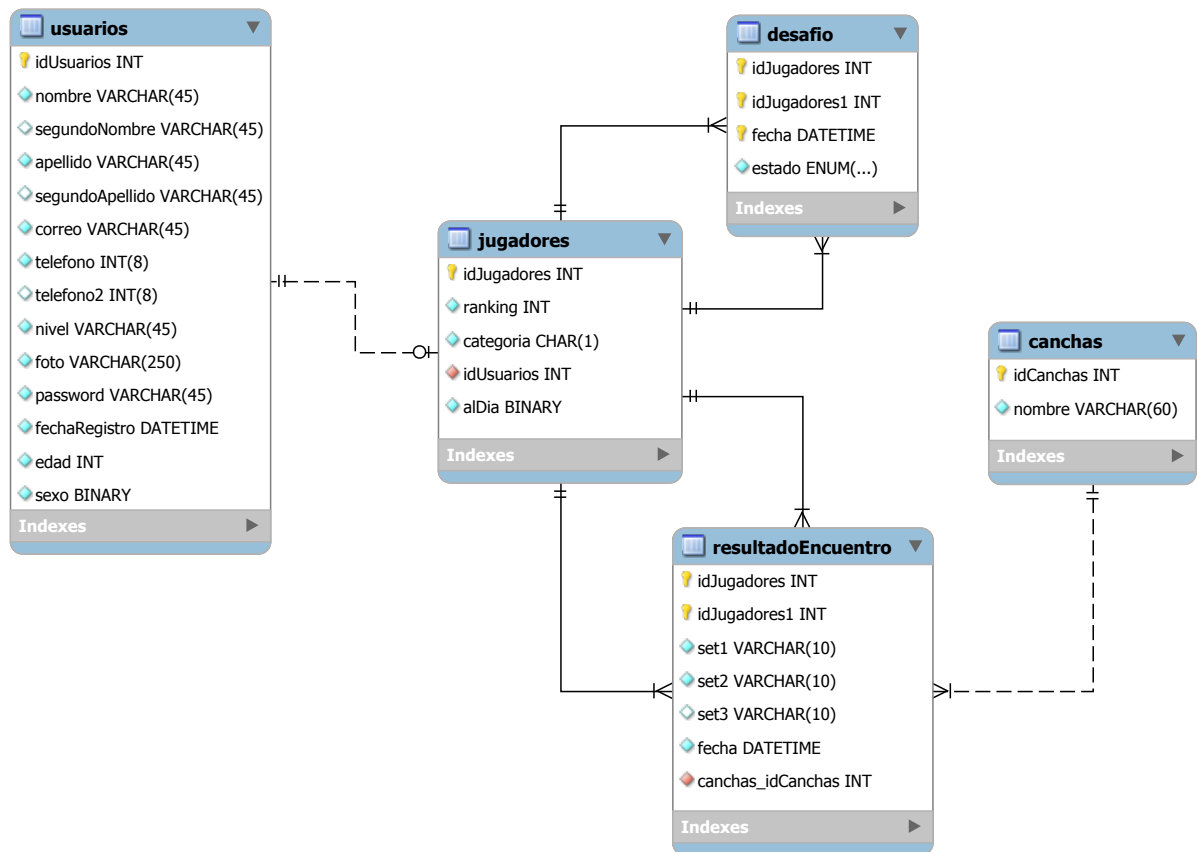 usuarios
idUsuarios INT
nombre VARCHAR(45)
segundoNombre VARCHAR(45)
apellido VARCHAR(45)
segundoApellido VARCHAR(45)
correo VARCHAR(45)
telefono INT(8)
telefono2 INT(8)
nivel VARCHAR(45)
foto VARCHAR(250)
password VARCHAR(45)
fechaRegistro DATETIME
edad INT
sexo BINARY
Indexes
desafio
idJugadores INT
idJugadores1 INT
fecha DATETIME
estado ENUM(...)
Indexes
jugadores
idJugadores INT
ranking INT
categoria CHAR(1)
idUsuarios INT
alDia BINARY
Indexes
canchas
idCanchas INT
nombre VARCHAR(60)
Indexes
resultadoEncuentro
idJugadores INT
idJugadores1 INT
set1 VARCHAR(10)
set2 VARCHAR(10)
set3 VARCHAR(10)
fecha DATETIME
canchas_idCanchas INT
Indexes